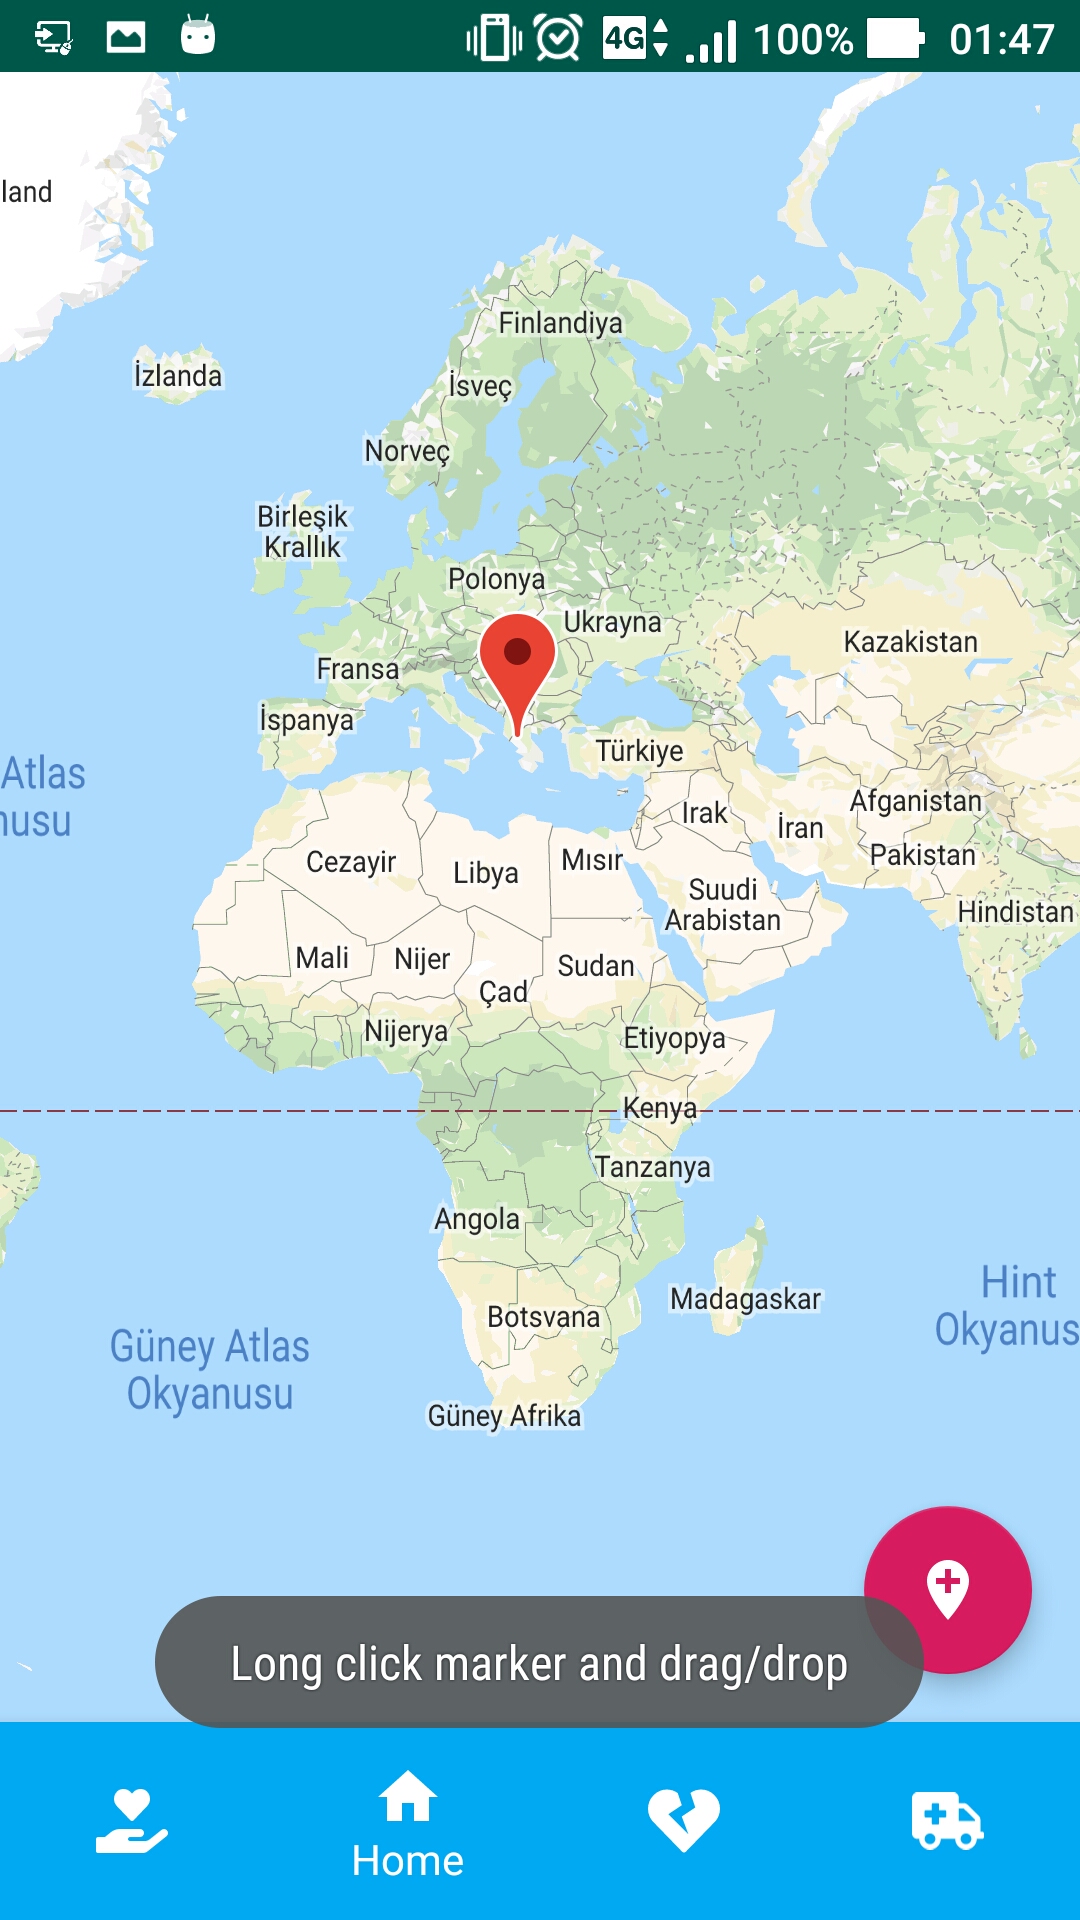 4G 100% 01:47
land
Finlandiya
İzlanda
İsveç
Norveç
Birleşik
Krallık
Polonya
Ukrayna
Kazakistan
Fransa
İspanya
Türkiye
Atlas
nusu
Afganistan
Irak
İran
Pakistan
Cezayir
Libya
Mısır
Suudi
Arabistan
Hindistan
Mali
Nijer
Sudan
Çad
Nijerya
Etiyopya
Kenya
Tanzanya
Angola
Madagaskar
Hint
Okyanus
Botsvana
Güney Atlas
Okyanusu
Güney Afrika
Long click marker and drag/drop
Home